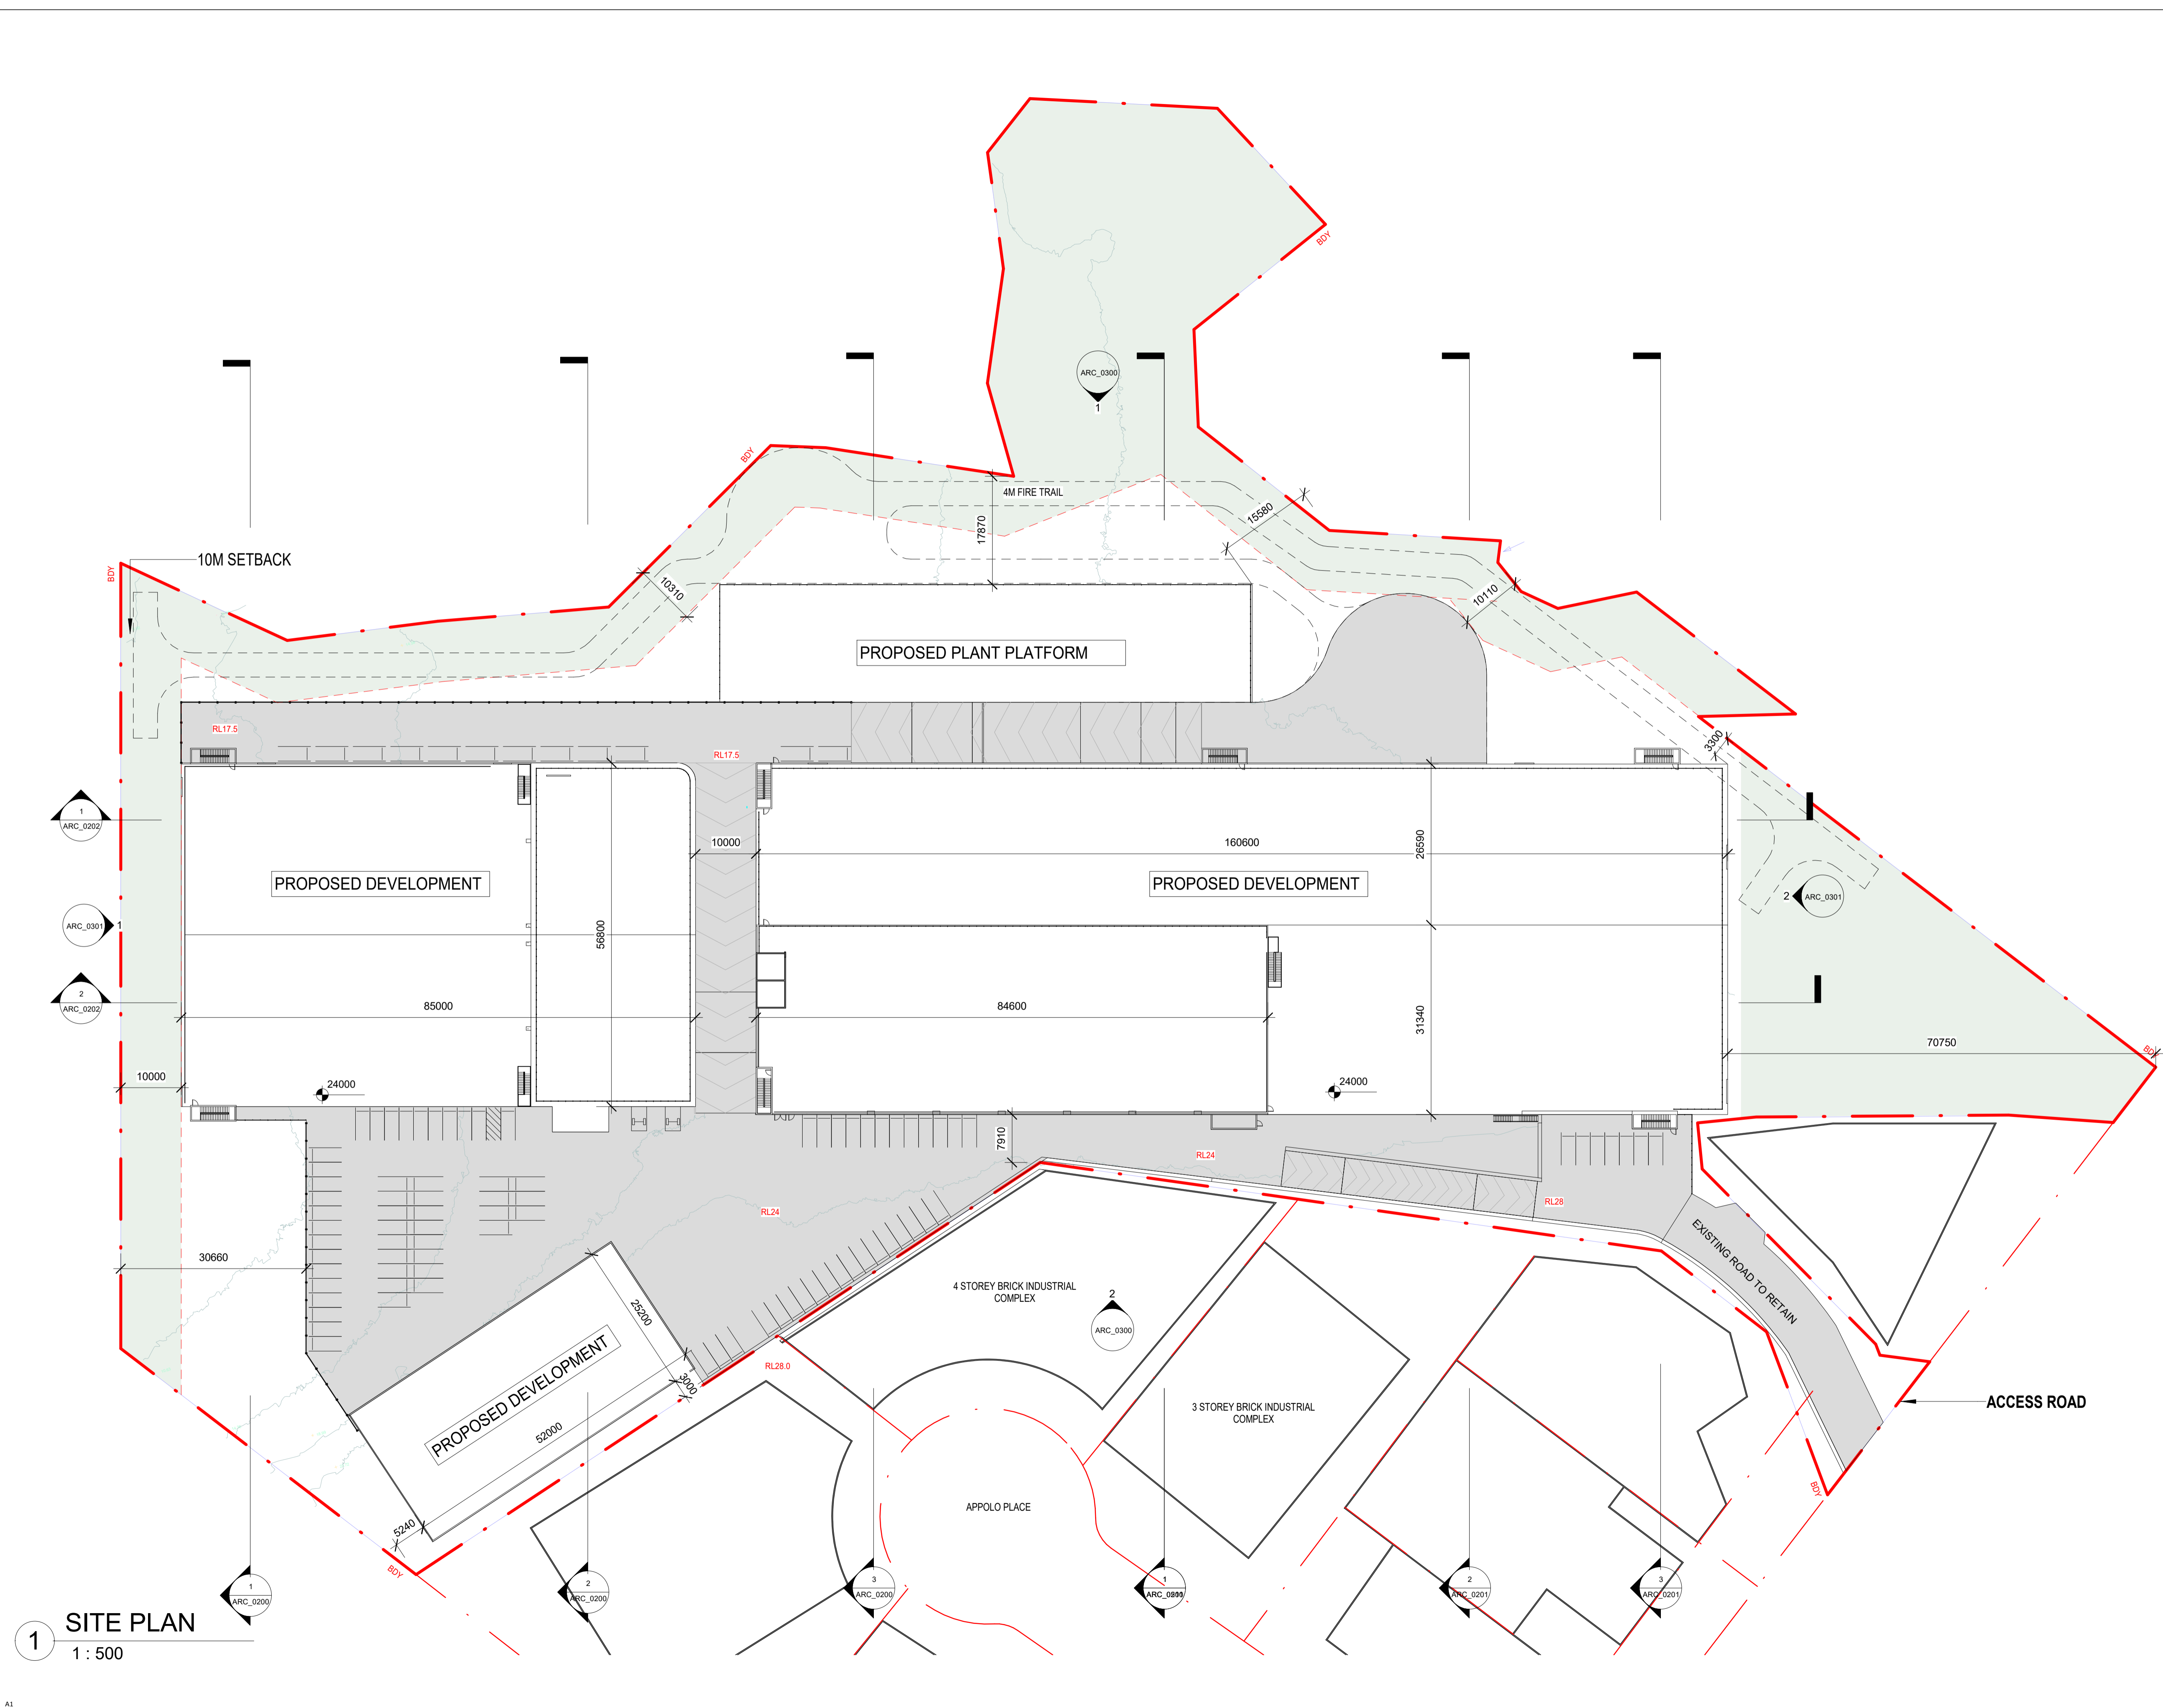 BDY
ARC_0300
1
BDY
4M FIRE TRAIL
15580
17870
10M SETBACK
BDY
10310
10110
PROPOSED PLANT PLATFORM
RL17.5
RL17.5
3300
1
ARC_0202
10000
160600
26590
PROPOSED DEVELOPMENT
PROPOSED DEVELOPMENT
2
ARC_0301
ARC_0301
1
56800
2
ARC_0202
85000
84600
31340
70750
BDY
10000
24000
24000
7910
RL24
RL24
RL28
EXISTING ROAD TO RETAIN
30660
4 STOREY BRICK INDUSTRIAL
COMPLEX
2
ARC_0300
25200
PROPOSED DEVELOPMENT
RL28.0
3000
52000
3 STOREY BRICK INDUSTRIAL
COMPLEX
ACCESS ROAD
BDY
APPOLO PLACE
5240
BDY
1
ARC_0200
2
ARC_0200
3
ARC_0200
1
2
ARC_0201
3
ARC_0201
1
SITE PLAN
1 : 500
A1